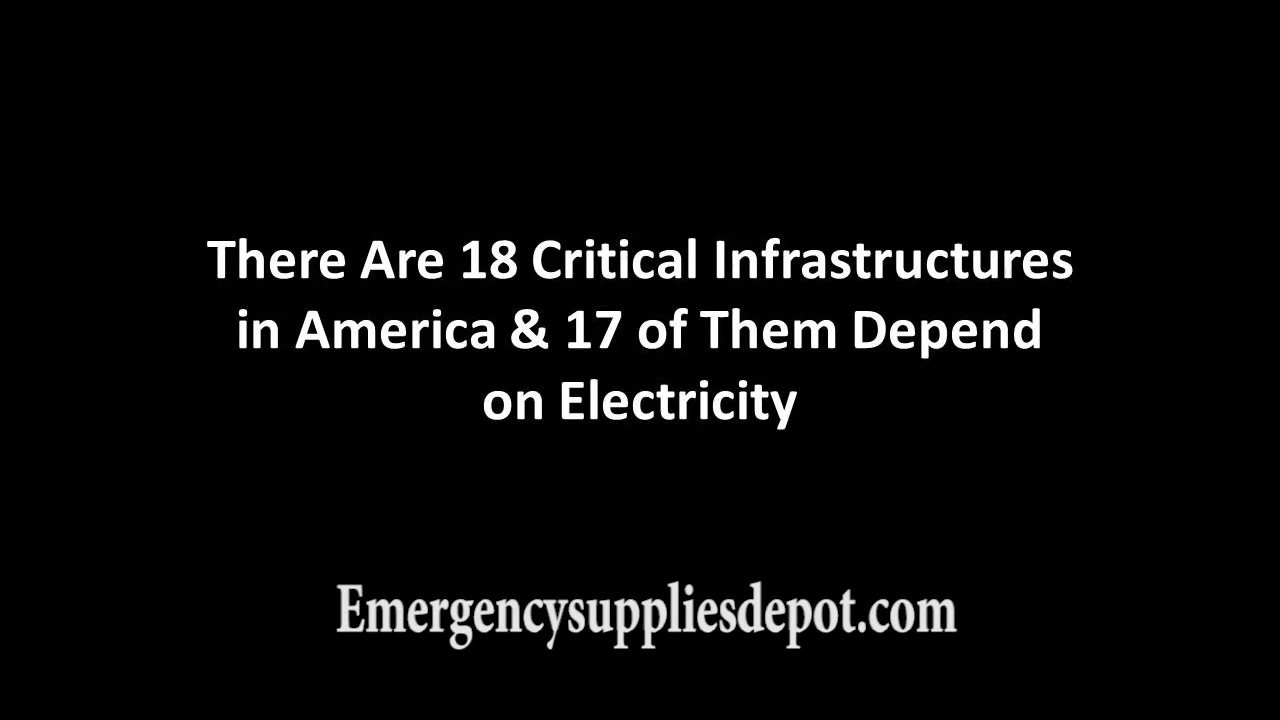 There Are 18 Critical Infrastructures
in America & 17 of Them Depend
on Electricity
Emergencysuppliesdepot.com